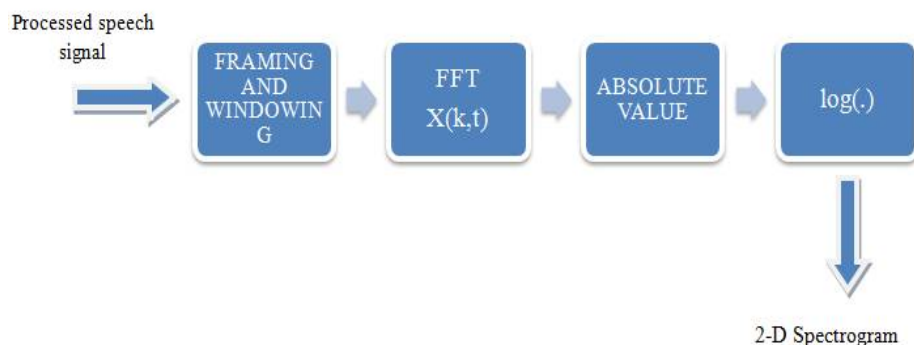 Processed speech
signal
FRAMING
AND
WINDOWIN
G
FFT
X(k,t)
ABSOLUTE
VALUE
log(.)
2-D Spectrogram